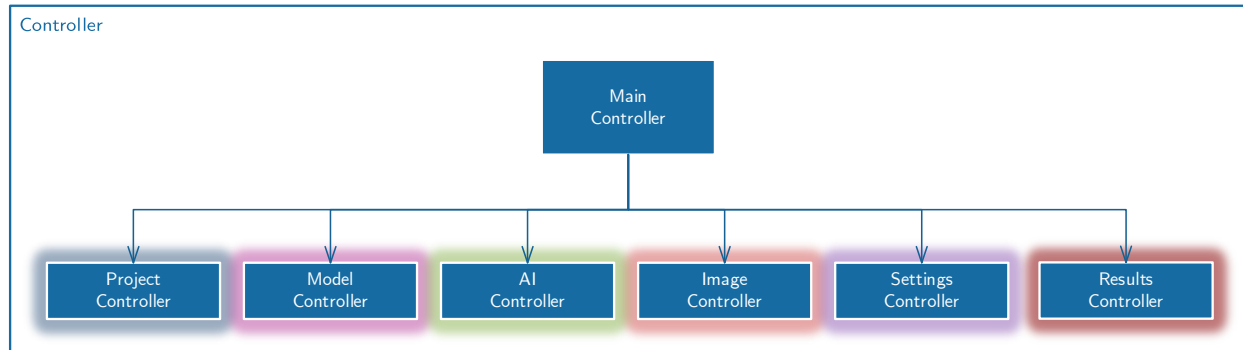 Controller
Main
Controller
Project
Controller
Model
Controller
AI
Controller
Image
Controller
Settings
Controller
Results
Controller